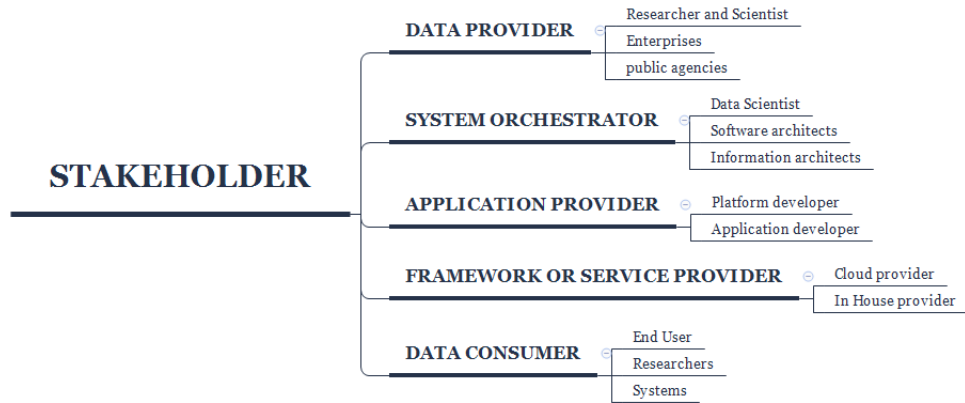 STAKEHOLDER
DATA PROVIDER
Researcher and Scientist
Enterprises
public agencies
SYSTEM ORCHESTRATOR
Data Scientist
Software architects
Information architects
APPLICATION PROVIDER
Platform developer
Application developer
FRAMEWORK OR SERVICE PROVIDER
Cloud provider
In House provider
DATA CONSUMER
End User
Researchers
Systems